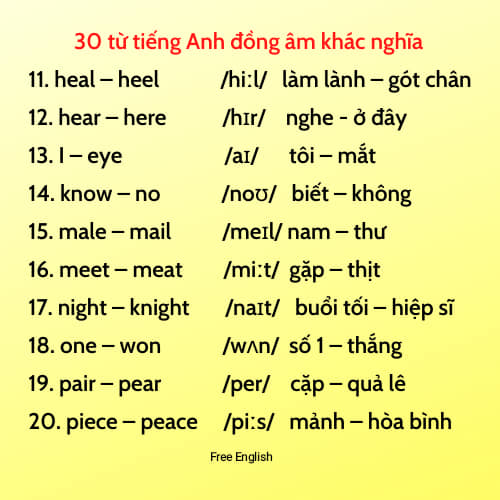 30 từ tiếng Anh đồng âm khác nghĩa
11. heal – heel /hiːl/ làm lành – gót chân
12. hear – here /hɪr/ nghe - ở đây
13. I – eye /aɪ/ tôi – mắt
14. know – no /noʊ/ biết – không
15. male – mail /meɪl/ nam – thư
16. meet – meat /miːt/ gặp – thịt
17. night – knight /naɪt/ buổi tối – hiệp sĩ
18. one – won /wʌn/ số 1 – thắng
19. pair – pear /per/ cặp – quả lê
20. piece – peace /piːs/ mảnh – hòa bình
Free English